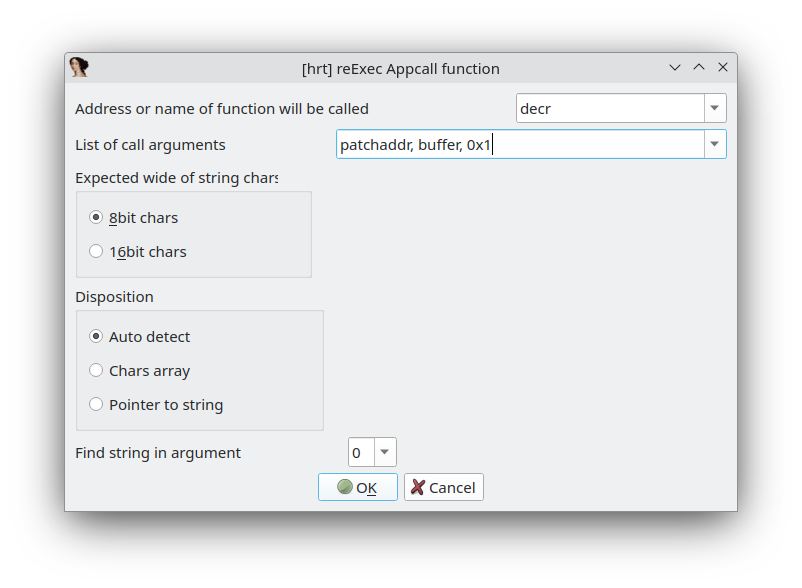 [hrt] reExec Appcall function
Address or name of function will be called
decr
List of call arguments
patchaddr, buffer, 0x1
Expected wide of string chars
8bit chars
16bit chars
Disposition
Auto detect
Chars array
Pointer to string
Find string in argument
0
OK
Cancel